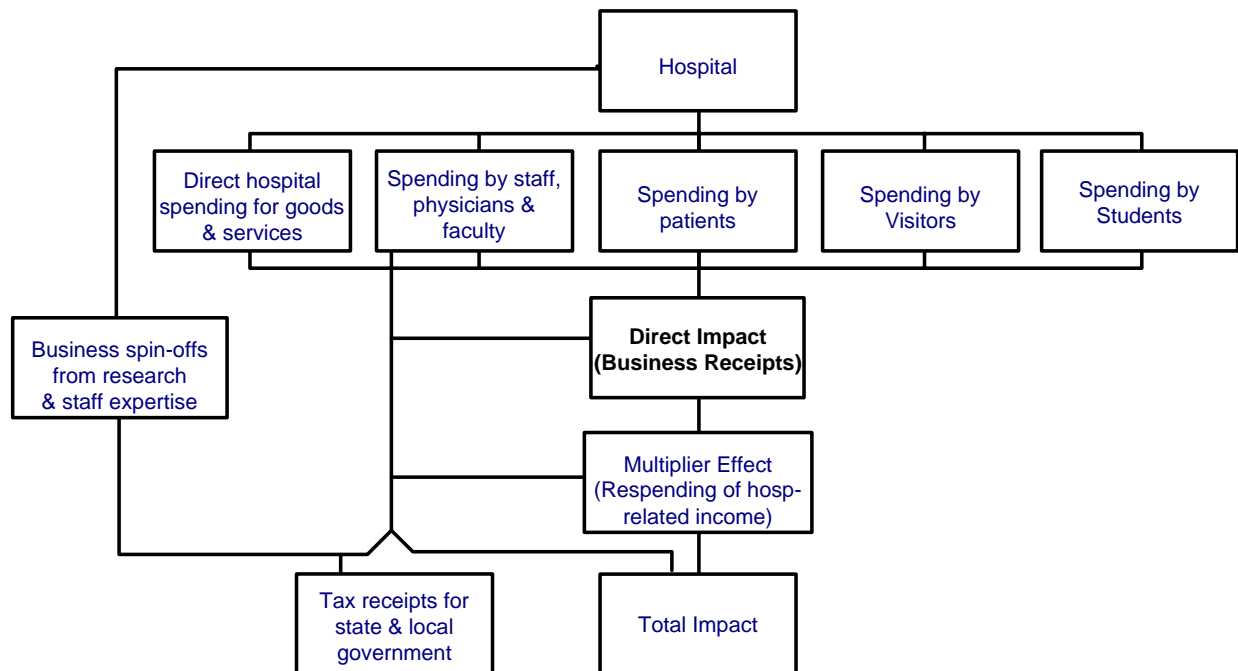 Hospital
Direct hospital
spending for goods
& services
Spending by staff,
physicians &
faculty
Spending by
patients
Spending by
Visitors
Spending by
Students
Business spin-offs
from research
& staff expertise
Direct Impact
(Business Receipts)
Multiplier Effect
(Respending of hosp-
related income)
Tax receipts for
state & local
government
Total Impact